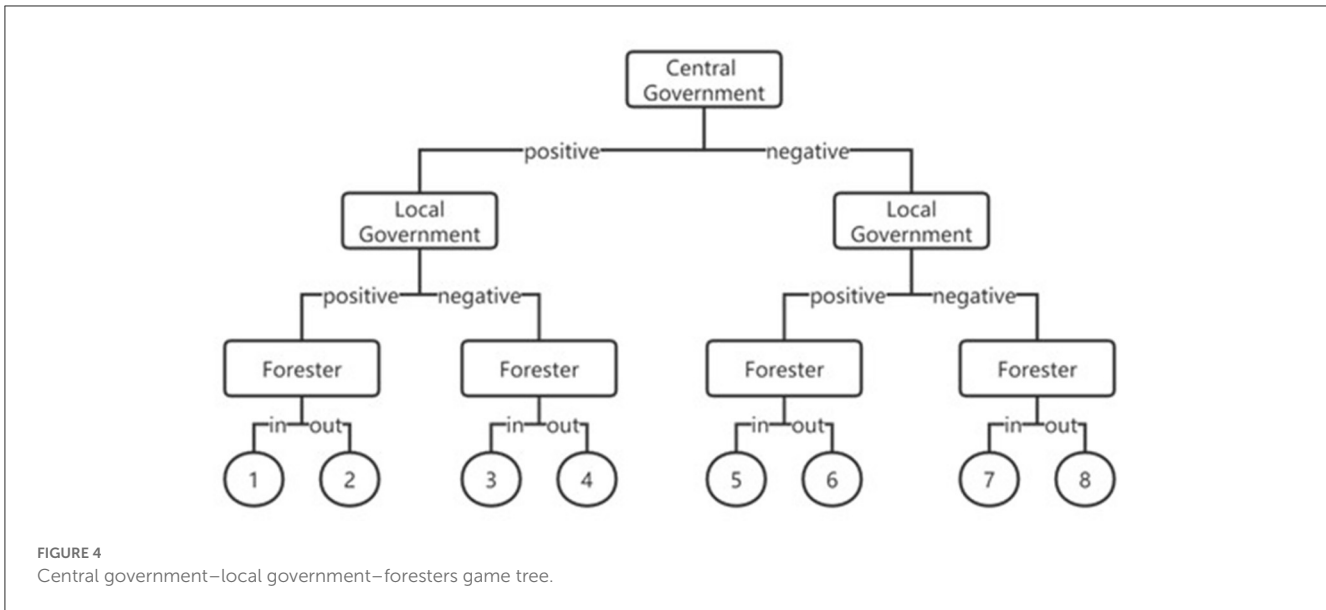 Central
Government
positive negative
Local
Government
Local
Government
positive negative
positive negative
Forester Forester Forester Forester
in out in out in out in out
1 2 3 4 5 6 7 8
FIGURE 4
Central government–local government–foresters game tree.